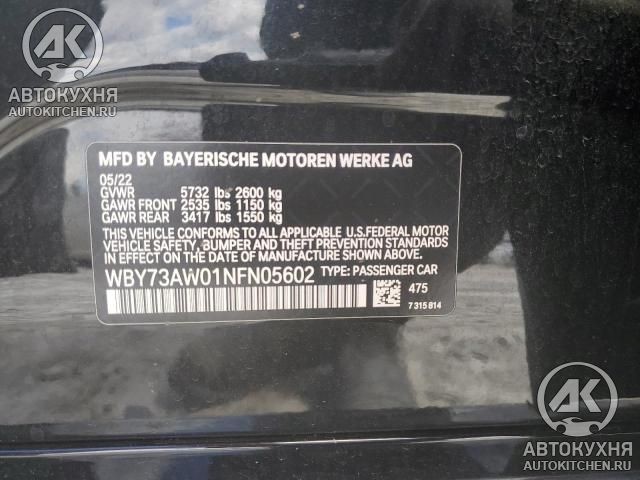 AK
АВТОКУХНЯ
AUTOKITCHEN.RU
MFD BY BAYERISCHE MOTOREN WERKE AG
05/22
GVWR 5732 lbs 2600 kg
GAWR FRONT 2535 lbs 1150 kg
GAWR REAR 3417 lbs 1550 kg
THIS VEHICLE CONFORMS TO ALL APPLICABLE U.S.FEDERAL MOTOR
VEHICLE SAFETY, BUMPER AND THEFT PREVENTION STANDARDS
IN EFFECT ON THE DATE OF MANUFACTURE SHOWN ABOVE.
WBY73AW01NFN05602 TYPE: PASSENGER CAR
475
7 315 814
AK
АВТОКУХНЯ
AUTOKITCHEN.RU